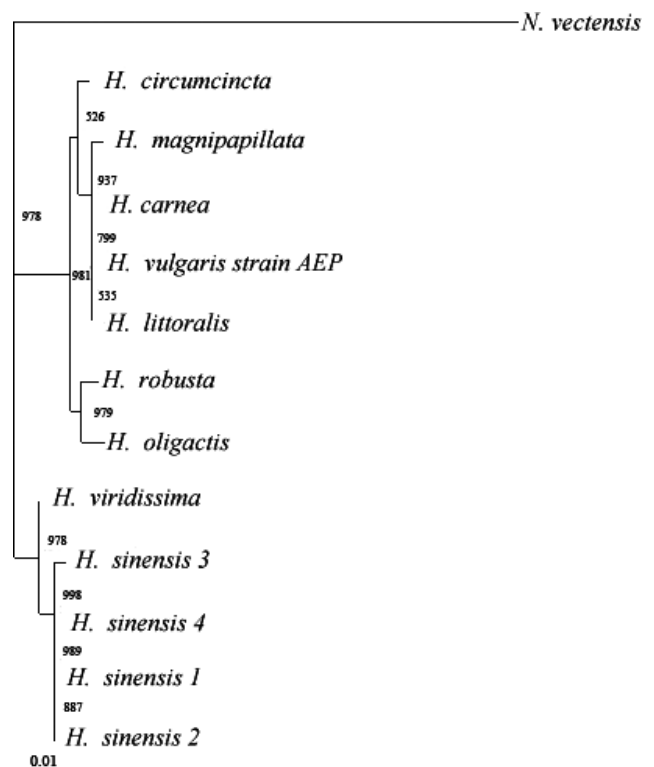 N. vectensis
H. circumcincta
526
H. magnipapillata
937
H. carnea
978
799
H. vulgaris strain AEP
981
535
H. littoralis
H. robusta
979
H. oligactis
H. viridissima
978
H. sinensis 3
998
H. sinensis 4
989
H. sinensis 1
887
H. sinensis 2
0.01